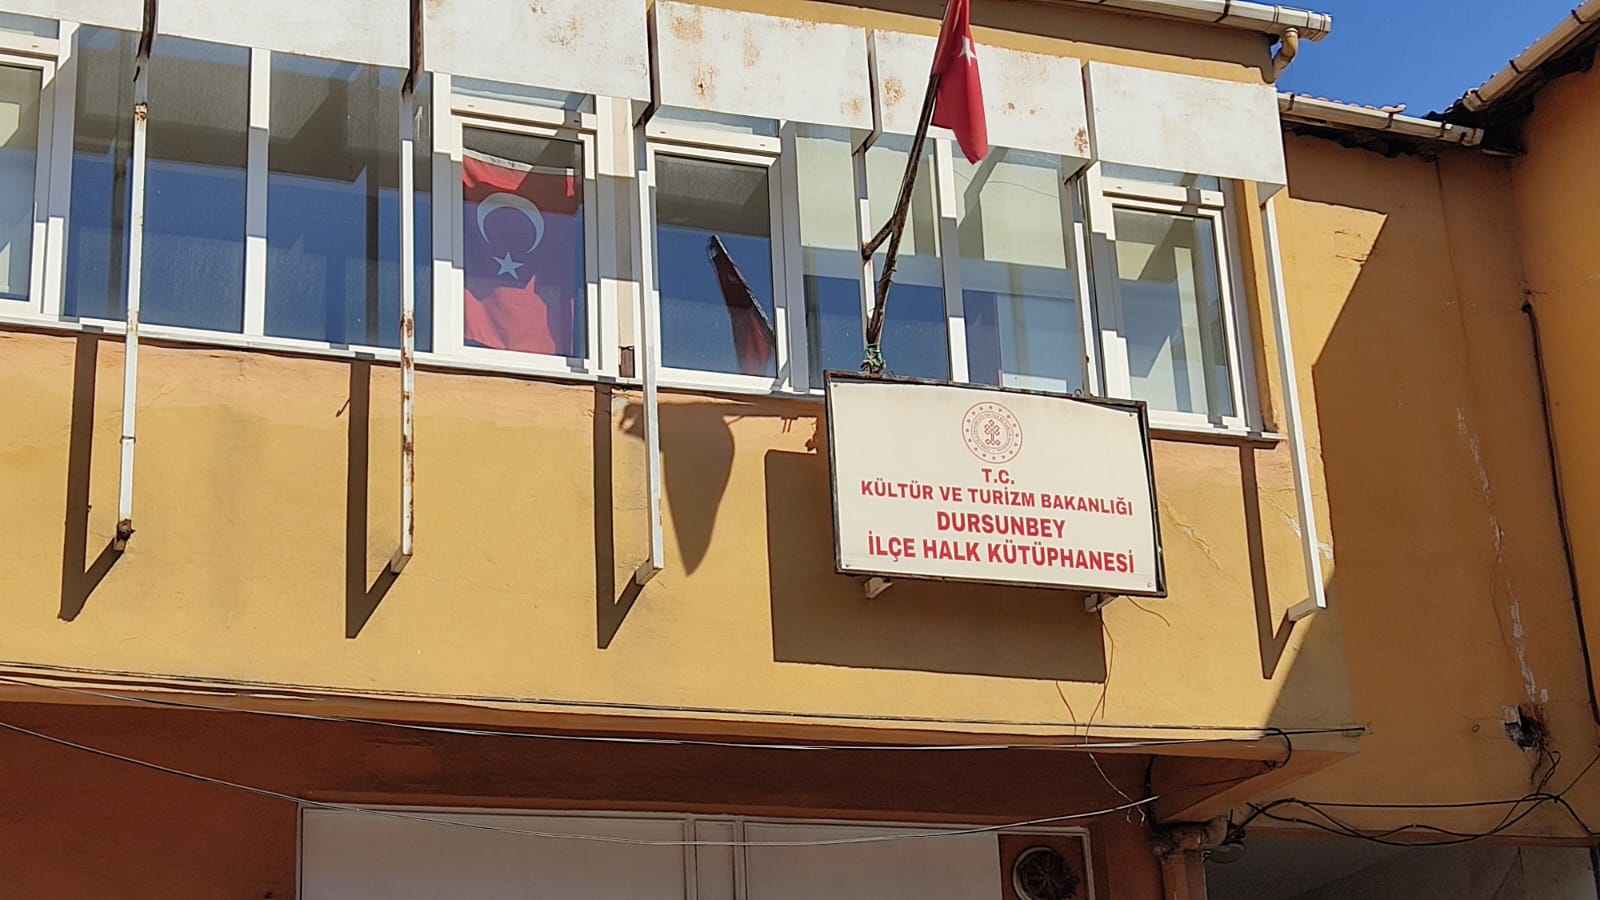 T.C.
KÜLTÜR VE TURİZM BAKANLIĞI
DURSUNBEY
İLÇE HALK KÜTÜPHANESİ